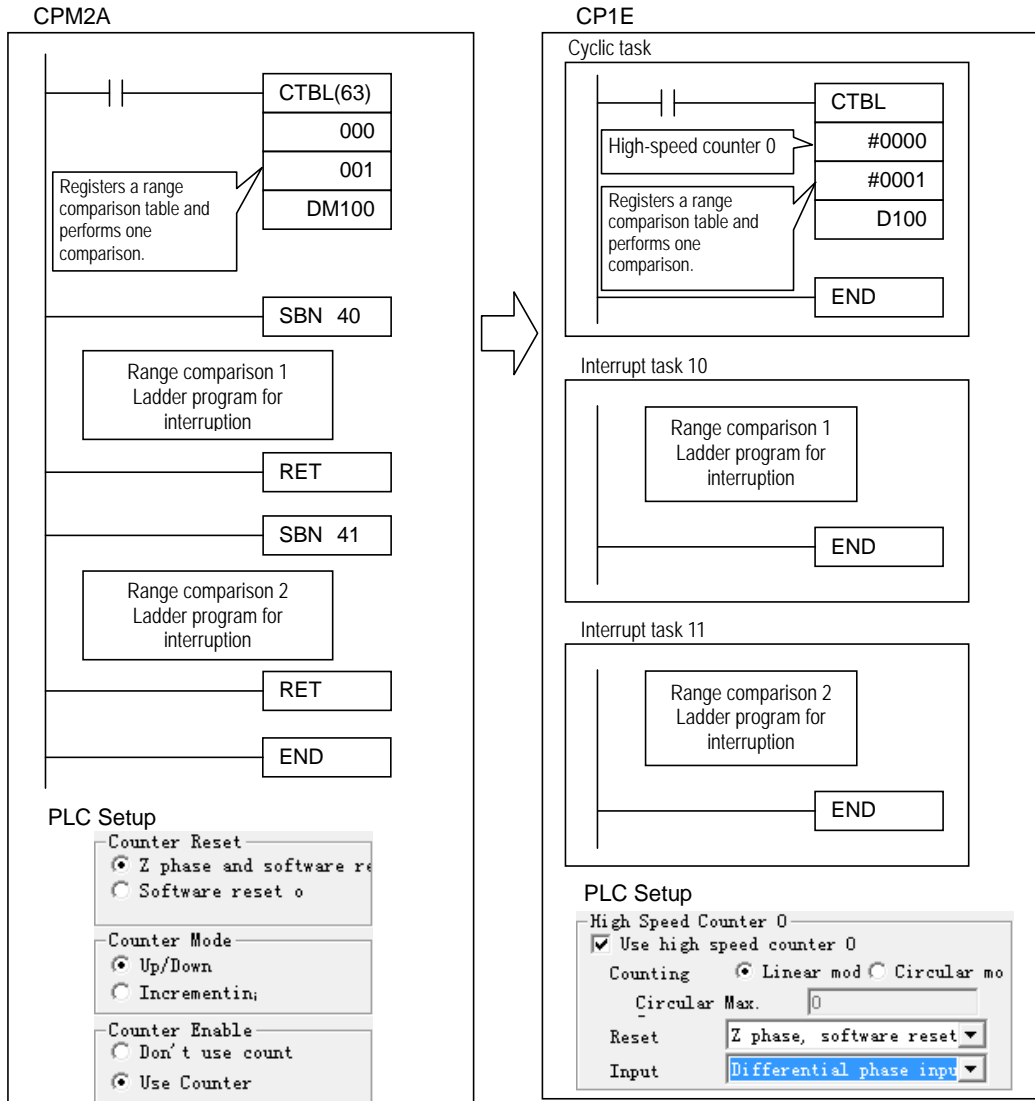 CPM2A
CTBL(63)
000
001
DM100
Registers a range
comparison table and
performs one
comparison.
SBN 40
Range comparison 1
Ladder program for
interruption
RET
SBN 41
Range comparison 2
Ladder program for
interruption
RET
END
PLC Setup
Counter Reset
Z phase and software re
Software reset o
Counter Mode
Up/Down
Incrementin
Counter Enable
Don't use count
Use Counter
CP1E
Cyclic task
CTBL
High-speed counter 0
#0000
#0001
Registers a range
comparison table and
performs one
comparison.
D100
END
Interrupt task 10
Range comparison 1
Ladder program for
interruption
END
Interrupt task 11
Range comparison 2
Ladder program for
interruption
END
PLC Setup
High Speed Counter 0
Use high speed counter 0
Counting Linear mod Circular mo
Circular Max. 0
Reset Z phase, software reset
Input Differential phase inpu